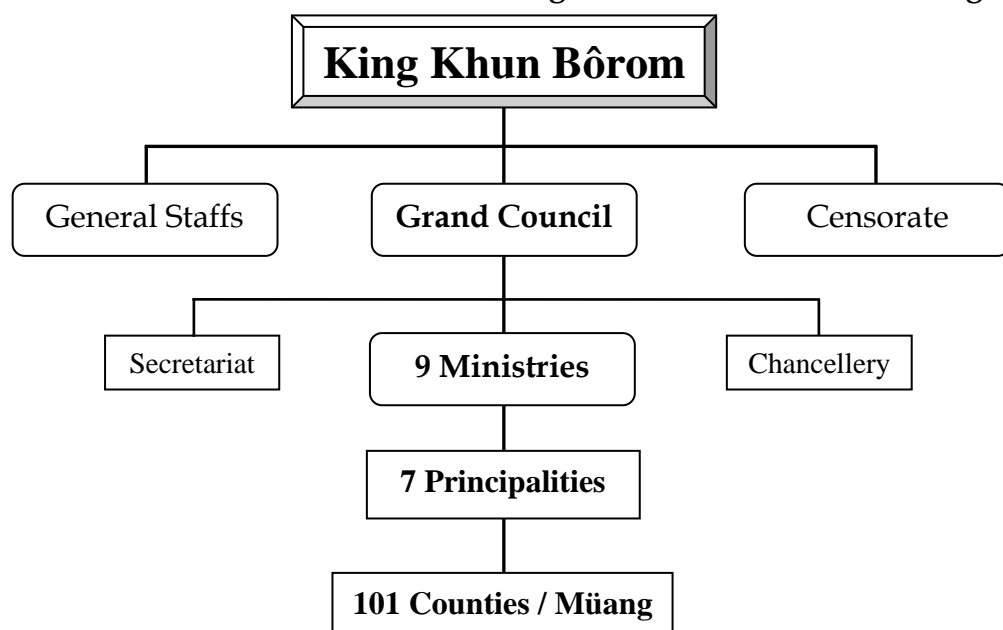 King Khun Bôrom
General Staffs
Grand Council
Censorate
Secretariat
9 Ministries
Chancellery
7 Principalities
101 Counties / Müang